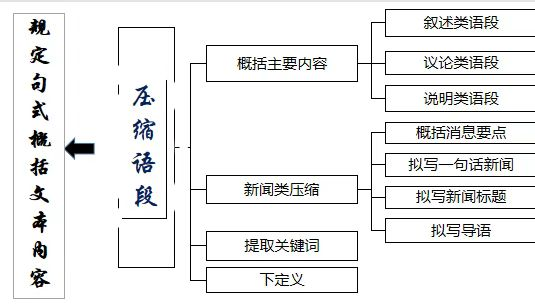 规定句式概括文本内容
压缩语段
概括主要内容
叙述类语段
议论类语段
说明类语段
新闻类压缩
概括消息要点
拟写一句话新闻
拟写新闻标题
拟写导语
提取关键词
下定义